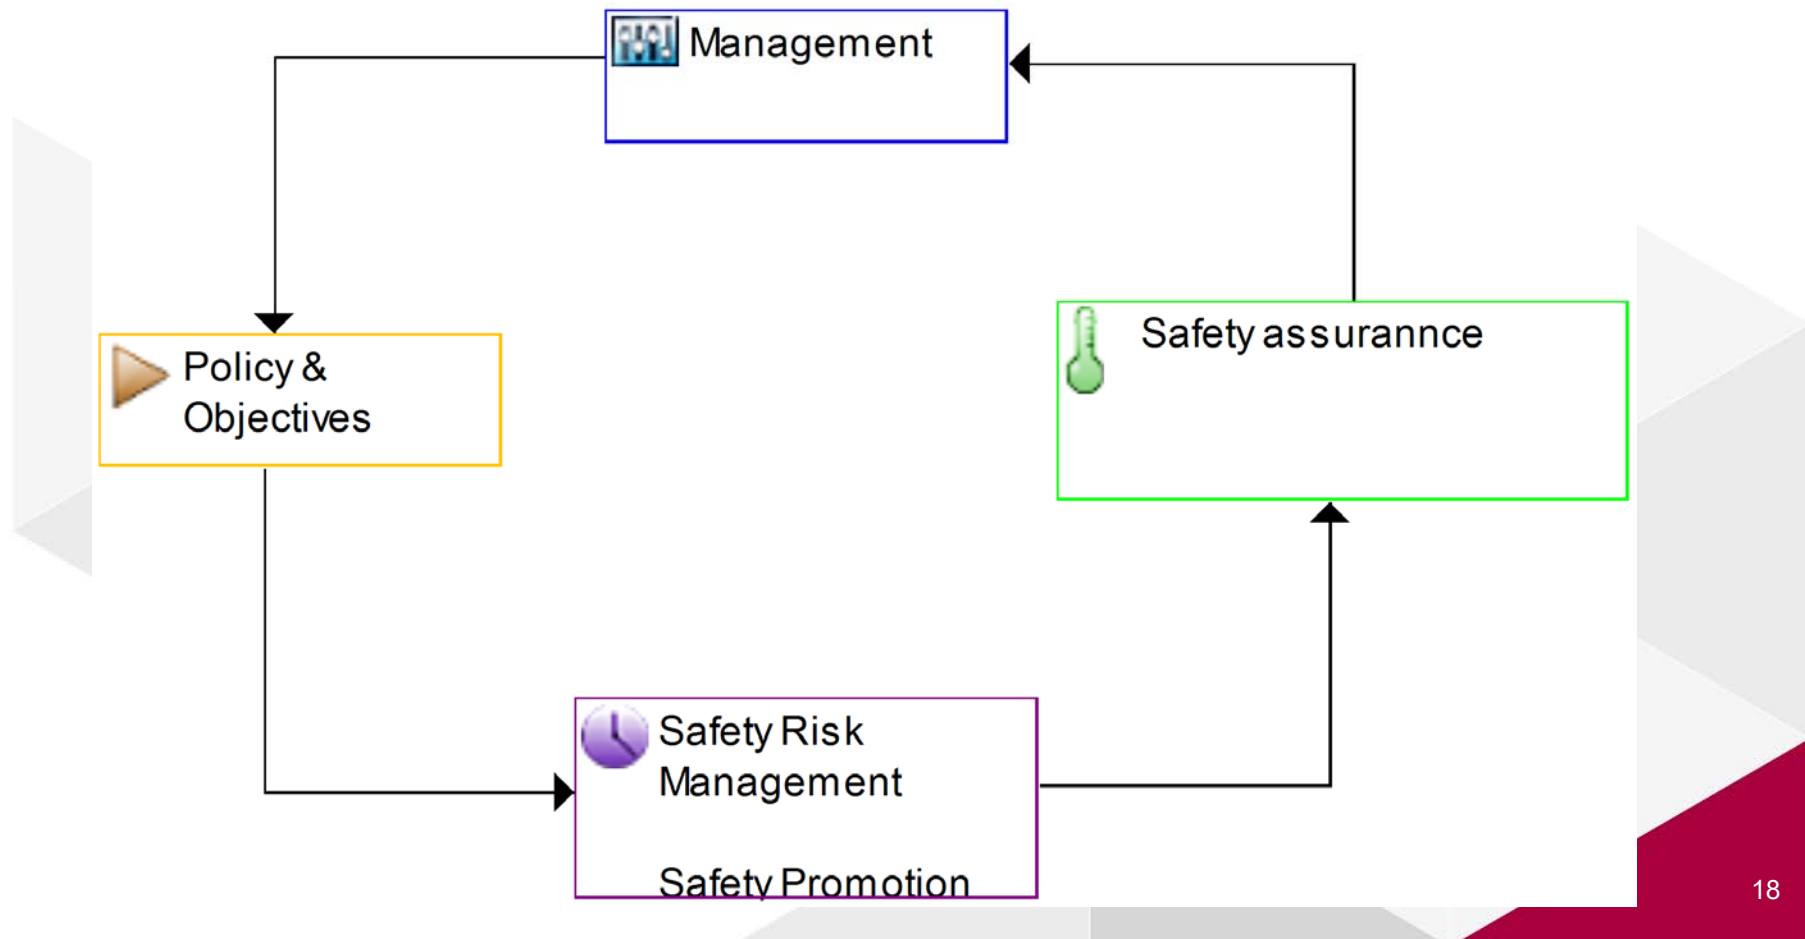 Management
Policy &
Objectives
Safety assurannce
Safety Risk
Management
Safety Promotion
18